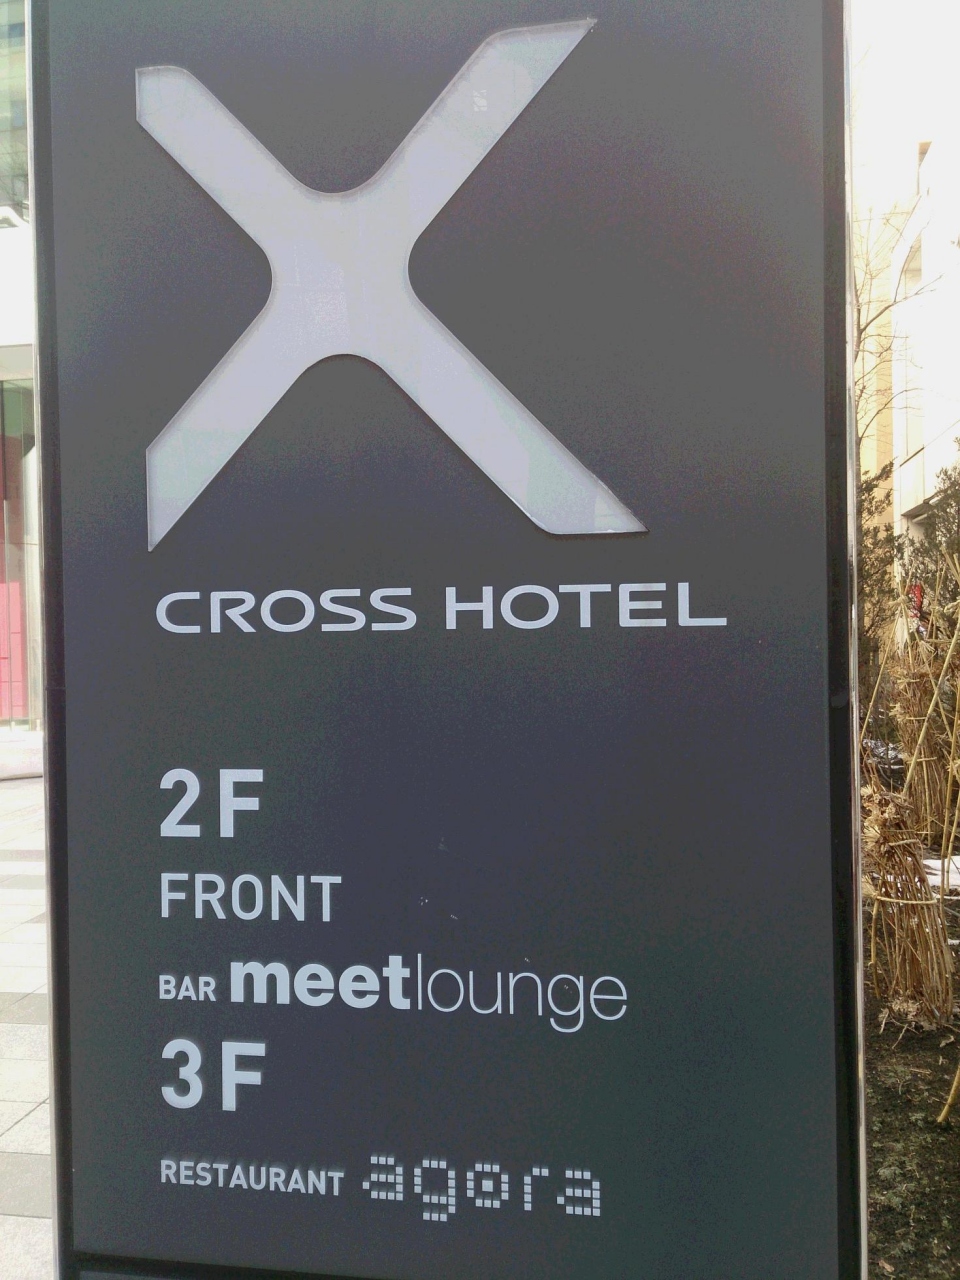 X
CROSS HOTEL
2F
FRONT
BAR meetlounge
3F
RESTAURANT agora